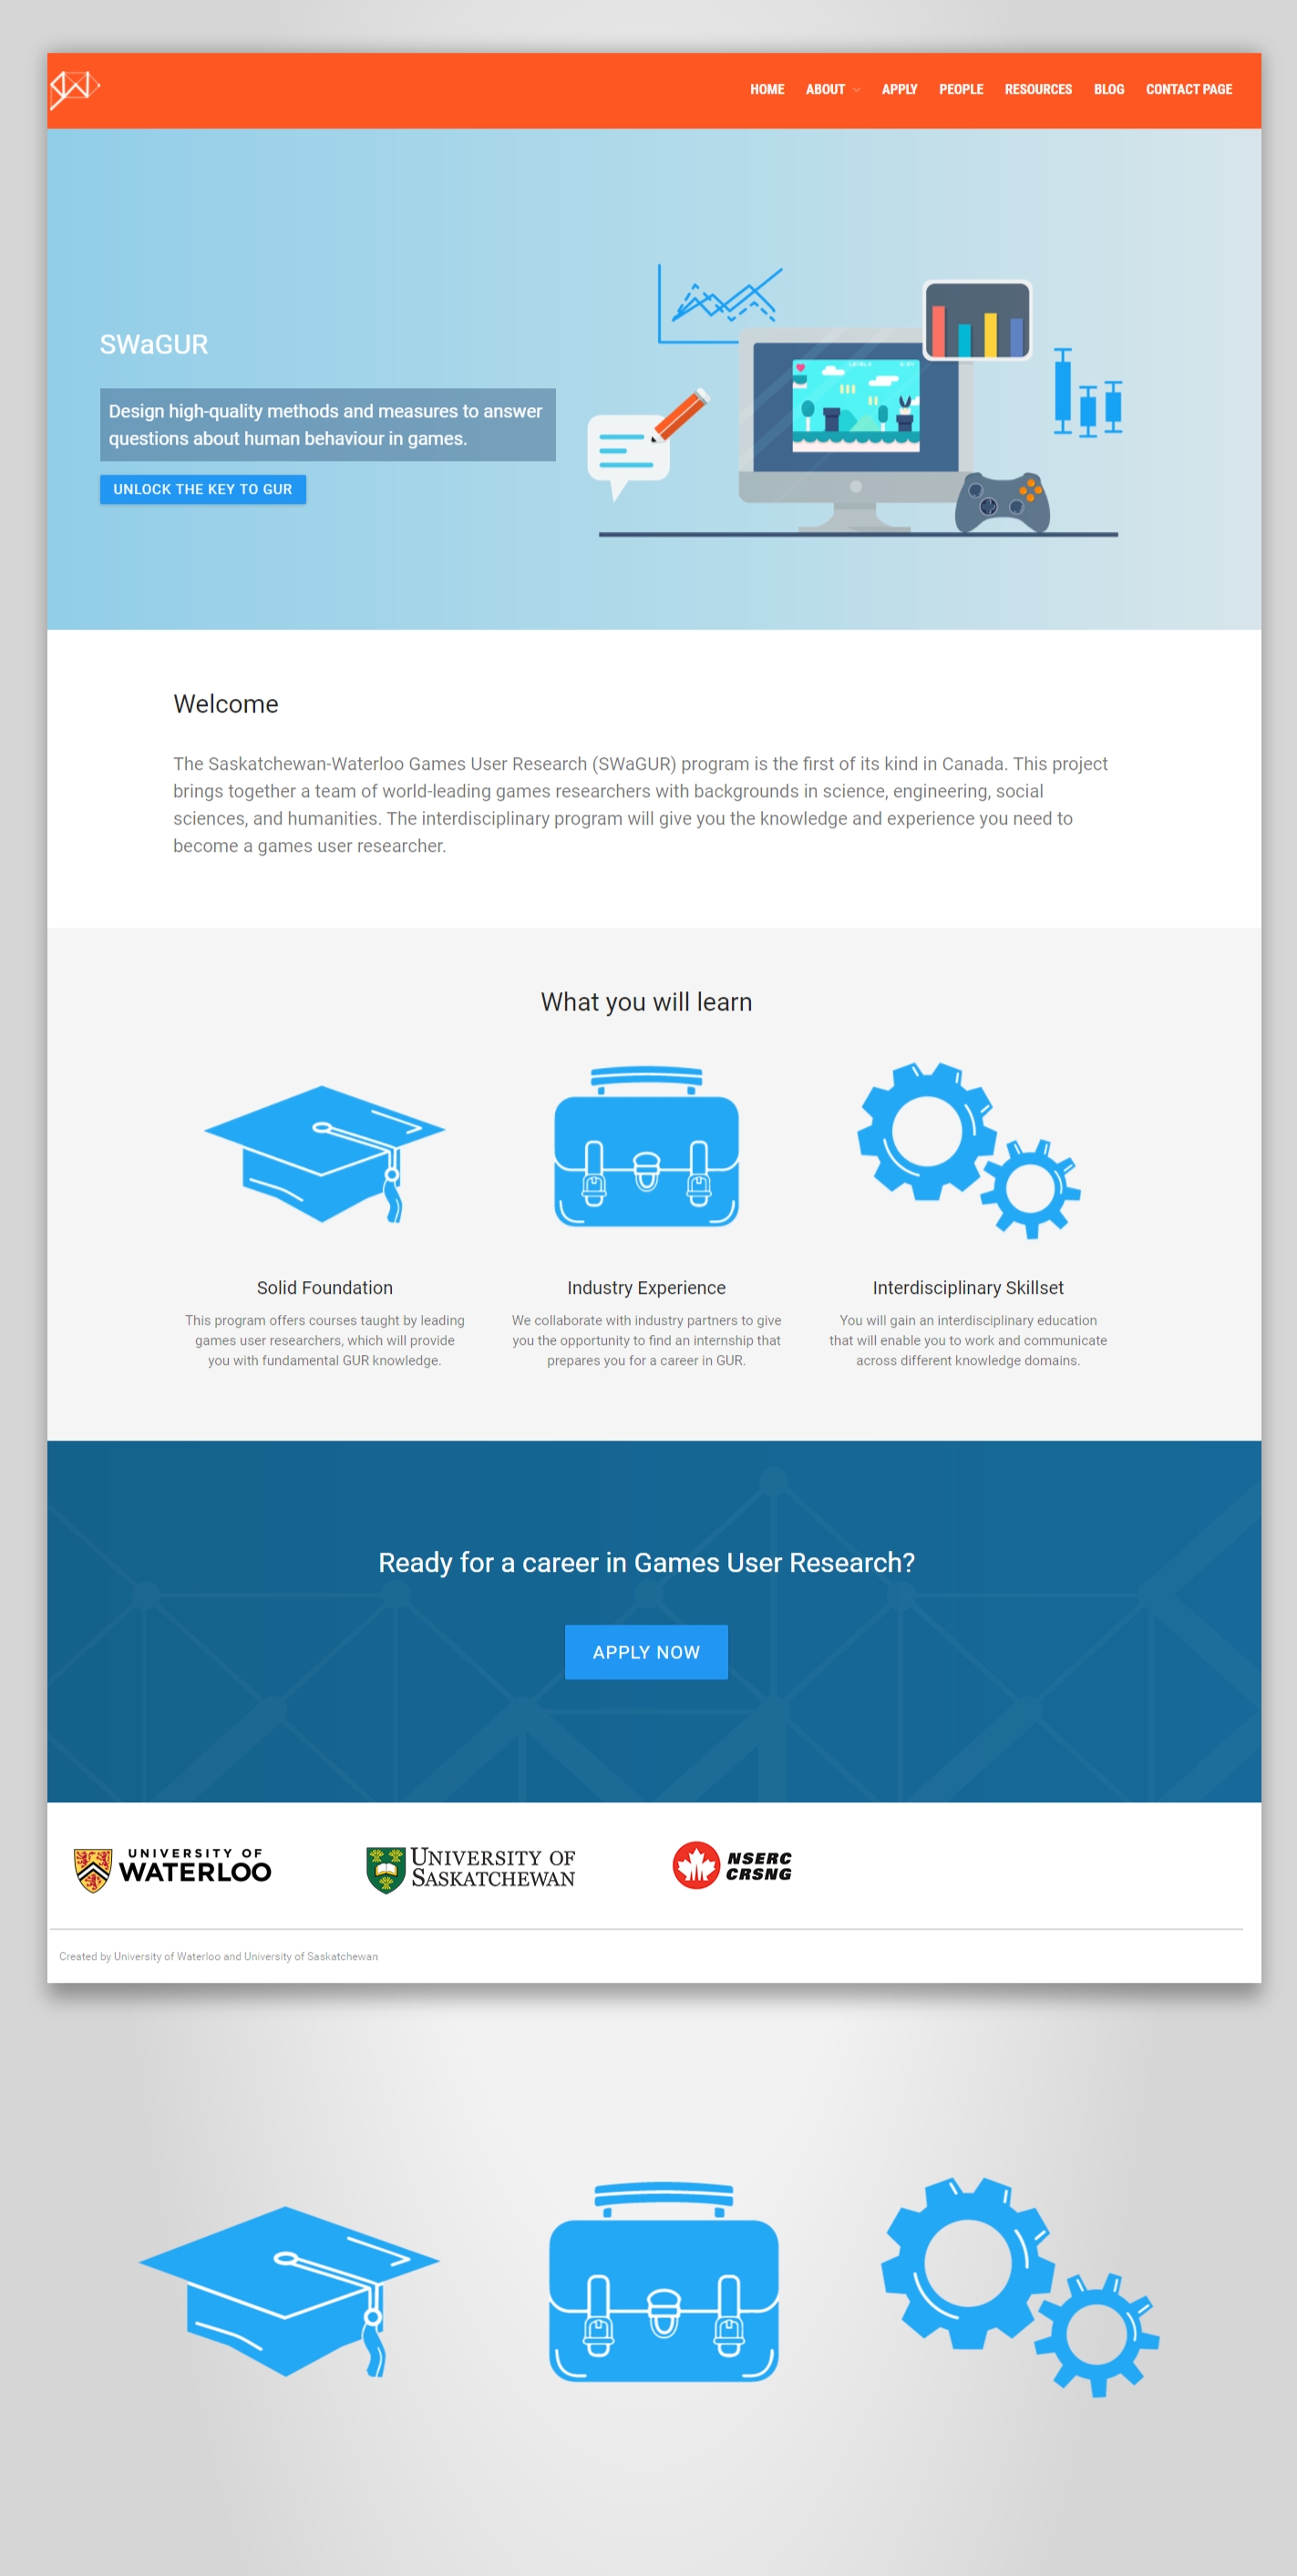 HOME ABOUT APPLY PEOPLE RESOURCES BLOG CONTACT PAGE
SWaGUR
Design high-quality methods and measures to answer
questions about human behaviour in games.
UNLOCK THE KEY TO GUR
Welcome
The Saskatchewan-Waterloo Games User Research (SWaGUR) program is the first of its kind in Canada. This project
brings together a team of world-leading games researchers with backgrounds in science, engineering, social
sciences, and humanities. The interdisciplinary program will give you the knowledge and experience you need to
become a games user researcher.
What you will learn
Solid Foundation
This program offers courses taught by leading
games user researchers, which will provide
you with fundamental GUR knowledge.
Industry Experience
We collaborate with industry partners to give
you the opportunity to find an internship that
prepares you for a career in GUR.
Interdisciplinary Skillset
You will gain an interdisciplinary education
that will enable you to work and communicate
across different knowledge domains.
Ready for a career in Games User Research?
APPLY NOW
UNIVERSITY OF
WATERLOO
UNIVERSITY OF
SASKATCHEWAN
NSERC
CRSNG
Created by University of Waterloo and University of Saskatchewan